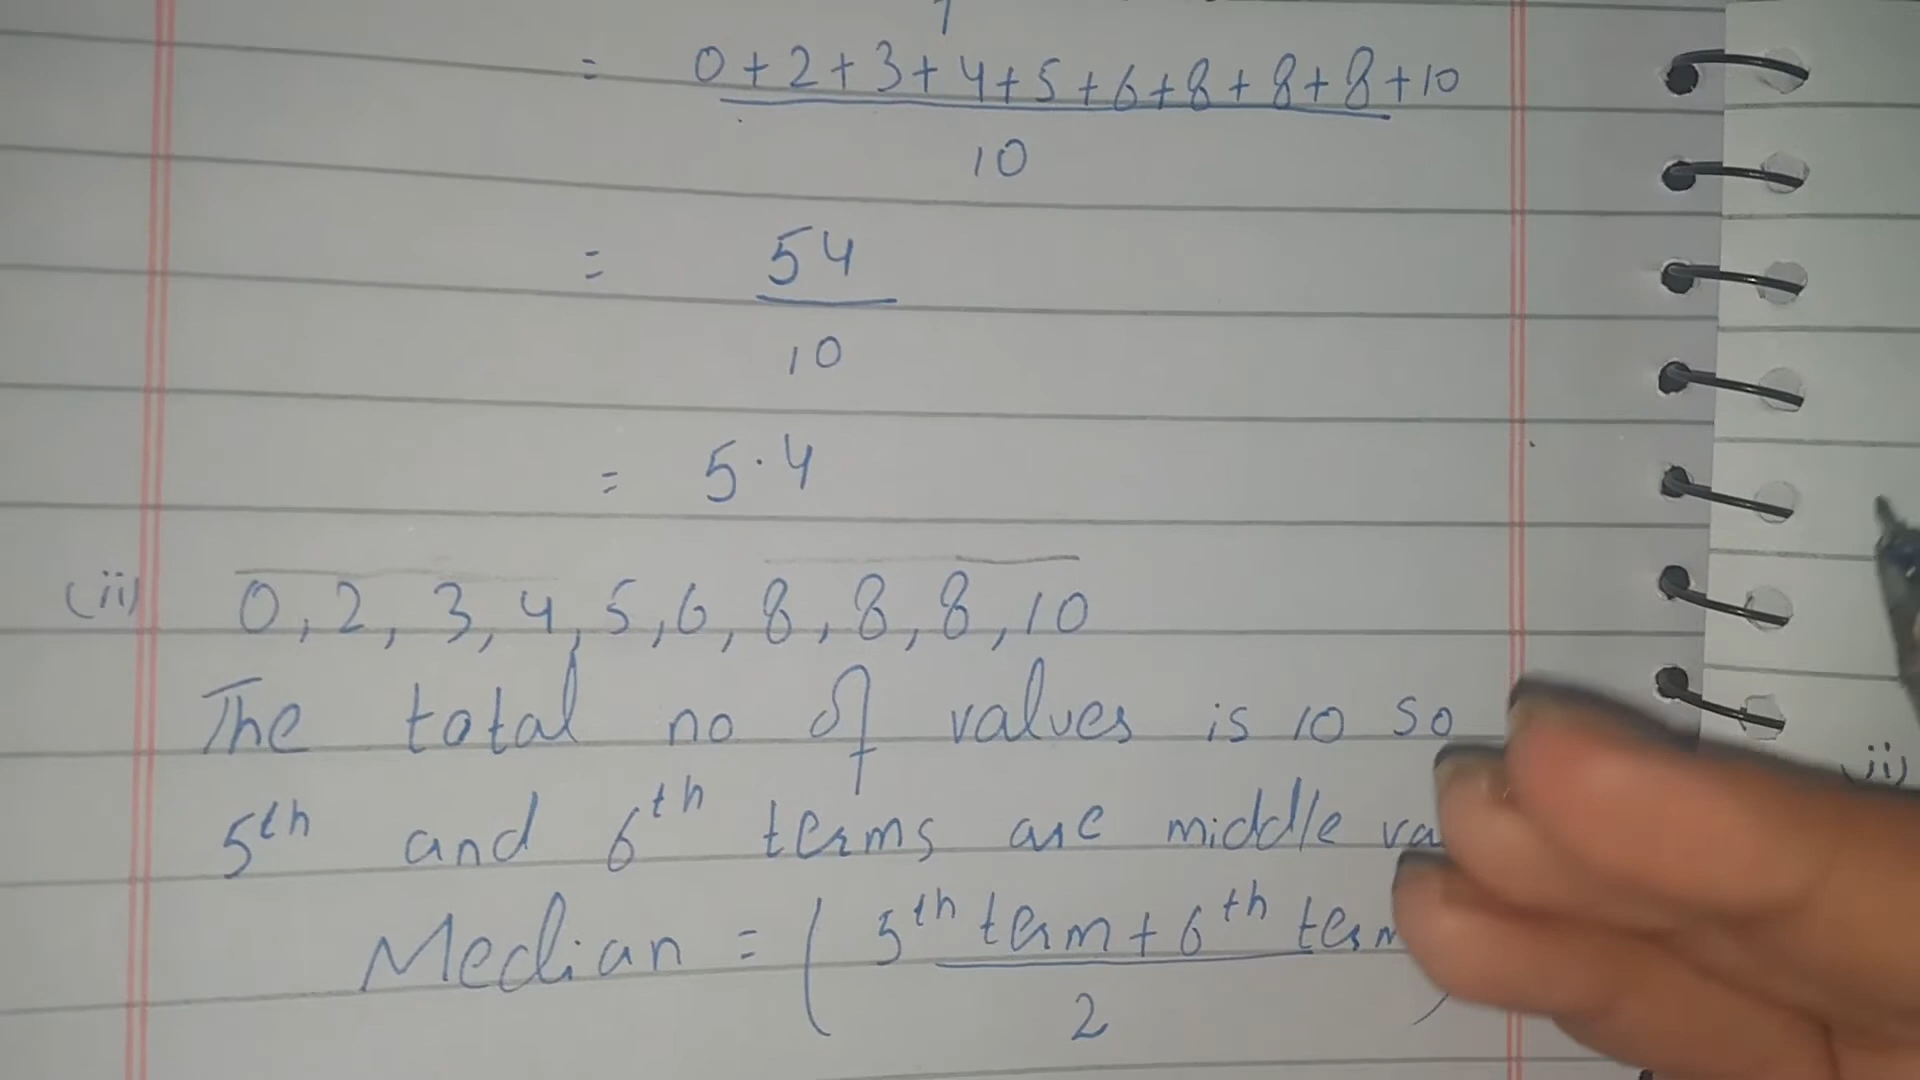 = 0+2+3+4+5+6+8+8+8+10
10
= 54
10
= 5.4
(ii) 0, 2, 3, 4, 5, 6, 8, 8, 8, 10
The total no of values is 10 so
5th and 6th terms are middle
Median = ( 5th term + 6th
2
ii)